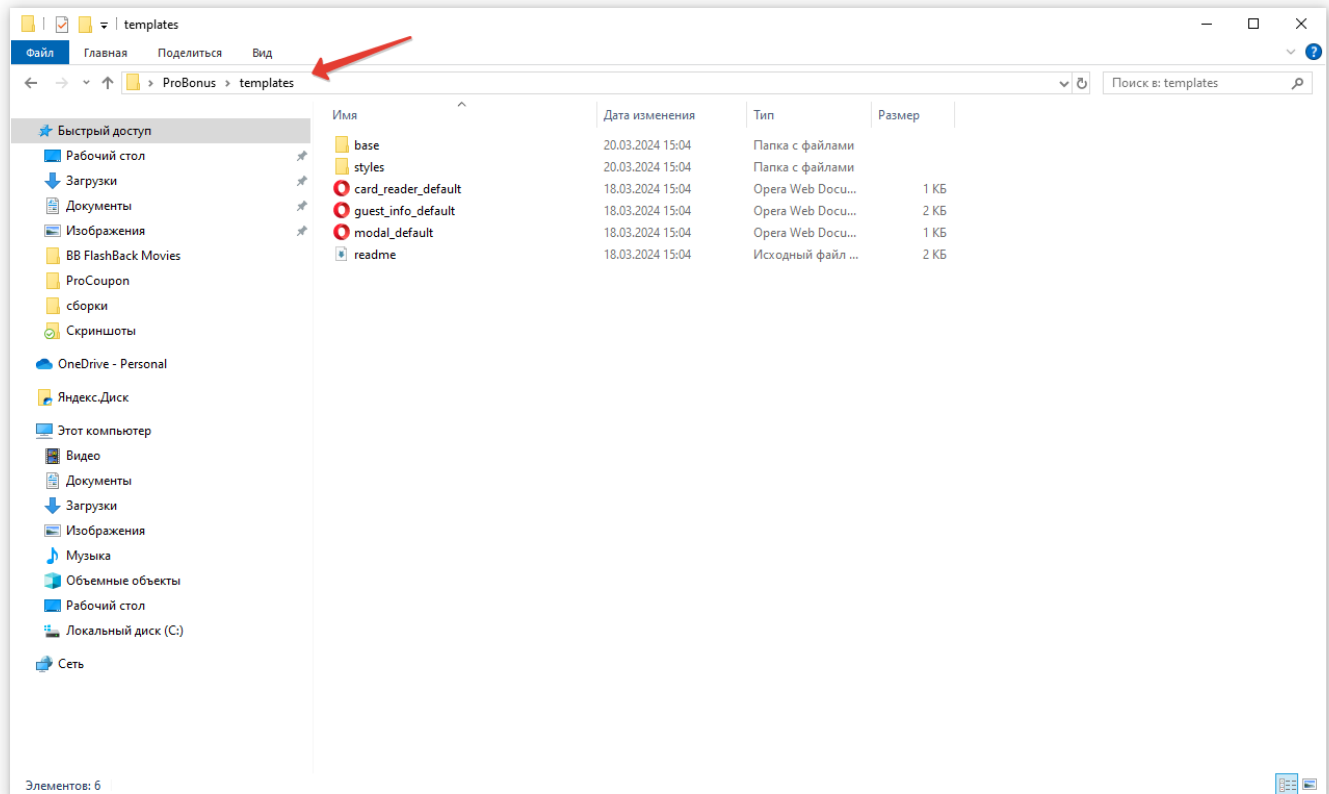 templates
Файл Главная Поделиться Вид
ProBonus templates Поиск в: templates
Имя Дата изменения Тип Размер
Быстрый доступ
Рабочий стол
Загрузки
Документы
Изображения
BB FlashBack Movies
ProCoupon
сборки
Скриншоты
OneDrive - Personal
Яндекс.Диск
Этот компьютер
Видео
Документы
Загрузки
Изображения
Музыка
Объемные объекты
Рабочий стол
Локальный диск (C:)
Сеть
base 20.03.2024 15:04 Папка с файлами
styles 20.03.2024 15:04 Папка с файлами
card_reader_default 18.03.2024 15:04 Opera Web Docu... 1 КБ
guest_info_default 18.03.2024 15:04 Opera Web Docu... 2 КБ
modal_default 18.03.2024 15:04 Opera Web Docu... 1 КБ
readme 18.03.2024 15:04 Исходный файл ... 2 КБ
Элементов: 6